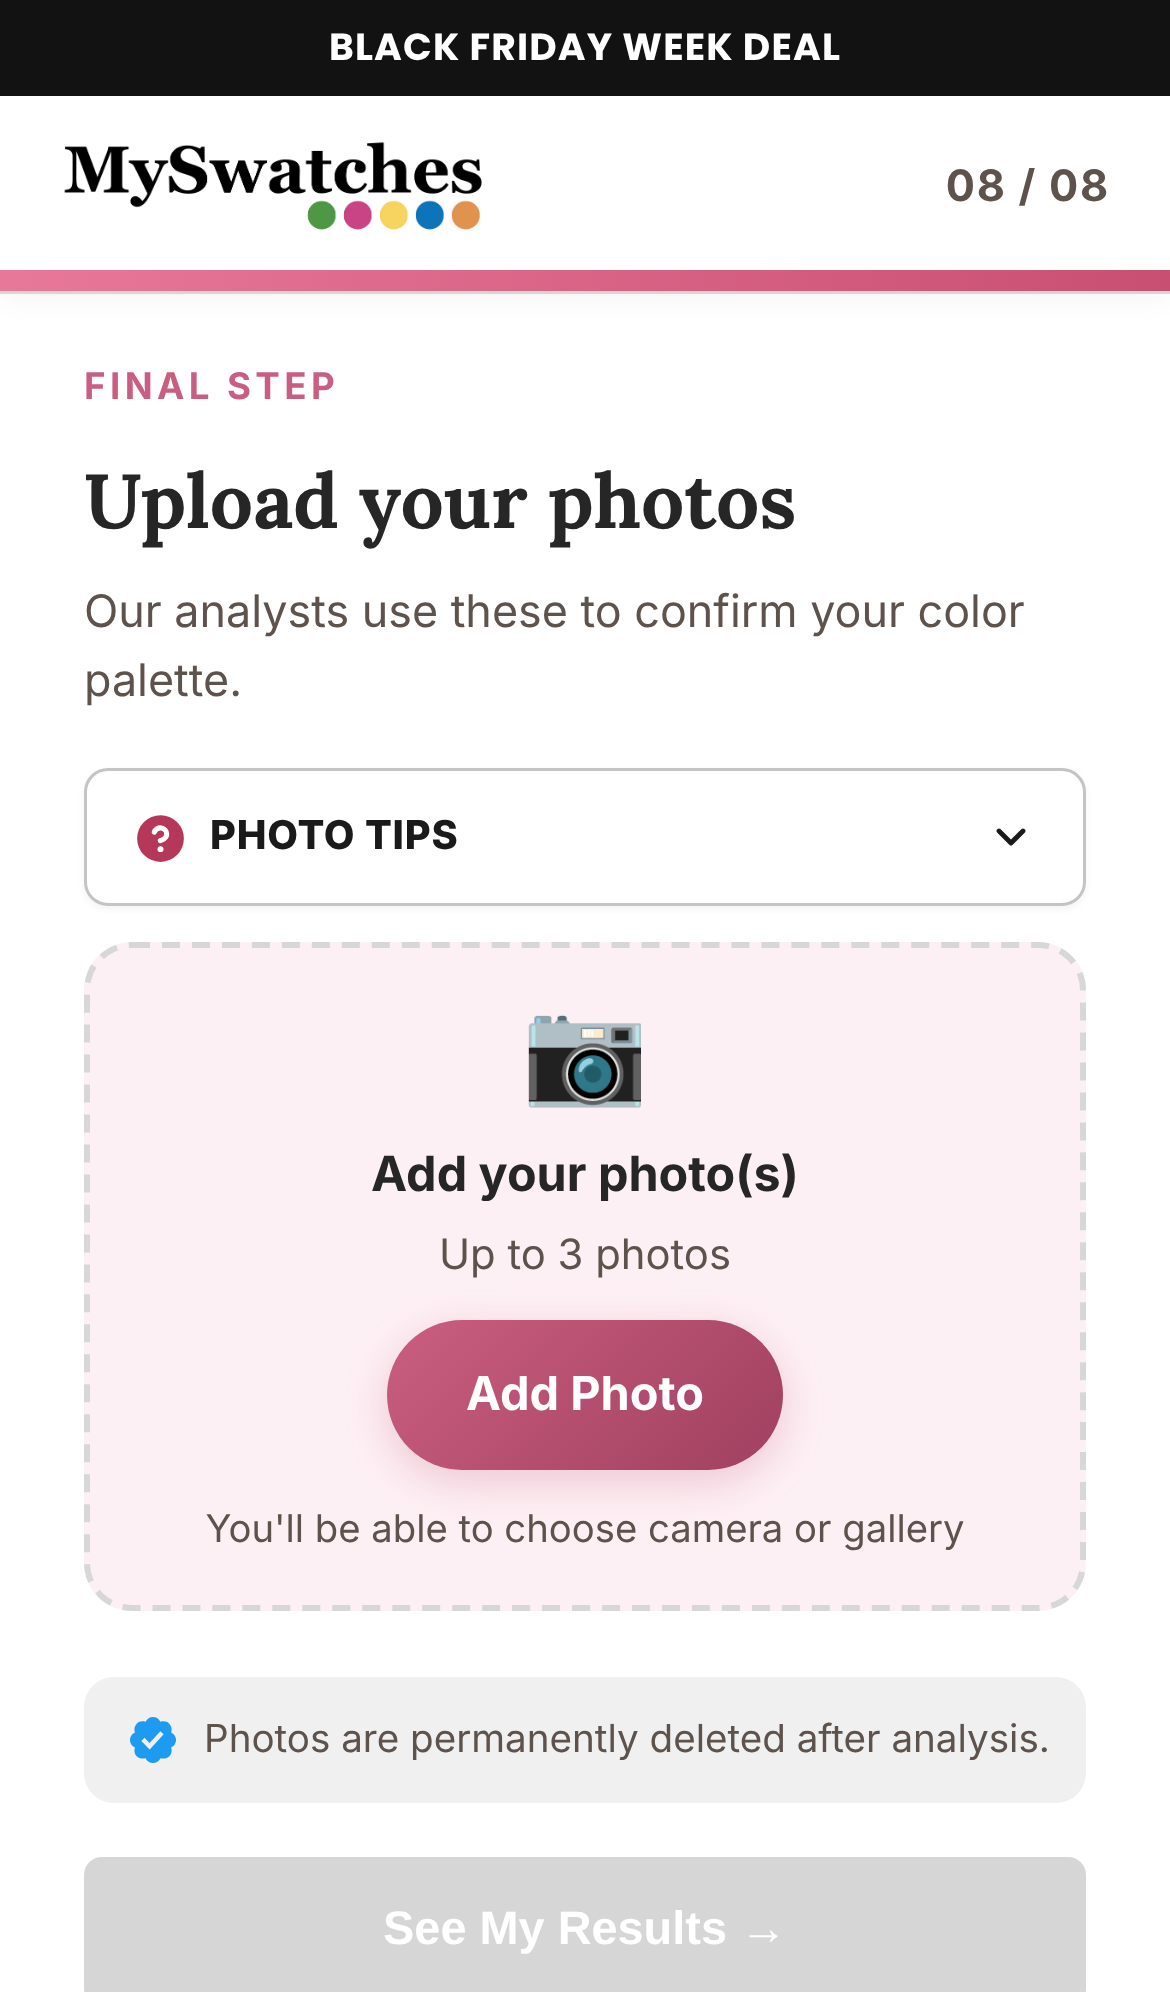 BLACK FRIDAY WEEK DEAL
MySwatches
08 / 08
FINAL STEP
Upload your photos
Our analysts use these to confirm your color
palette.
PHOTO TIPS
Add your photo(s)
Up to 3 photos
Add Photo
You'll be able to choose camera or gallery
Photos are permanently deleted after analysis.
See My Results →